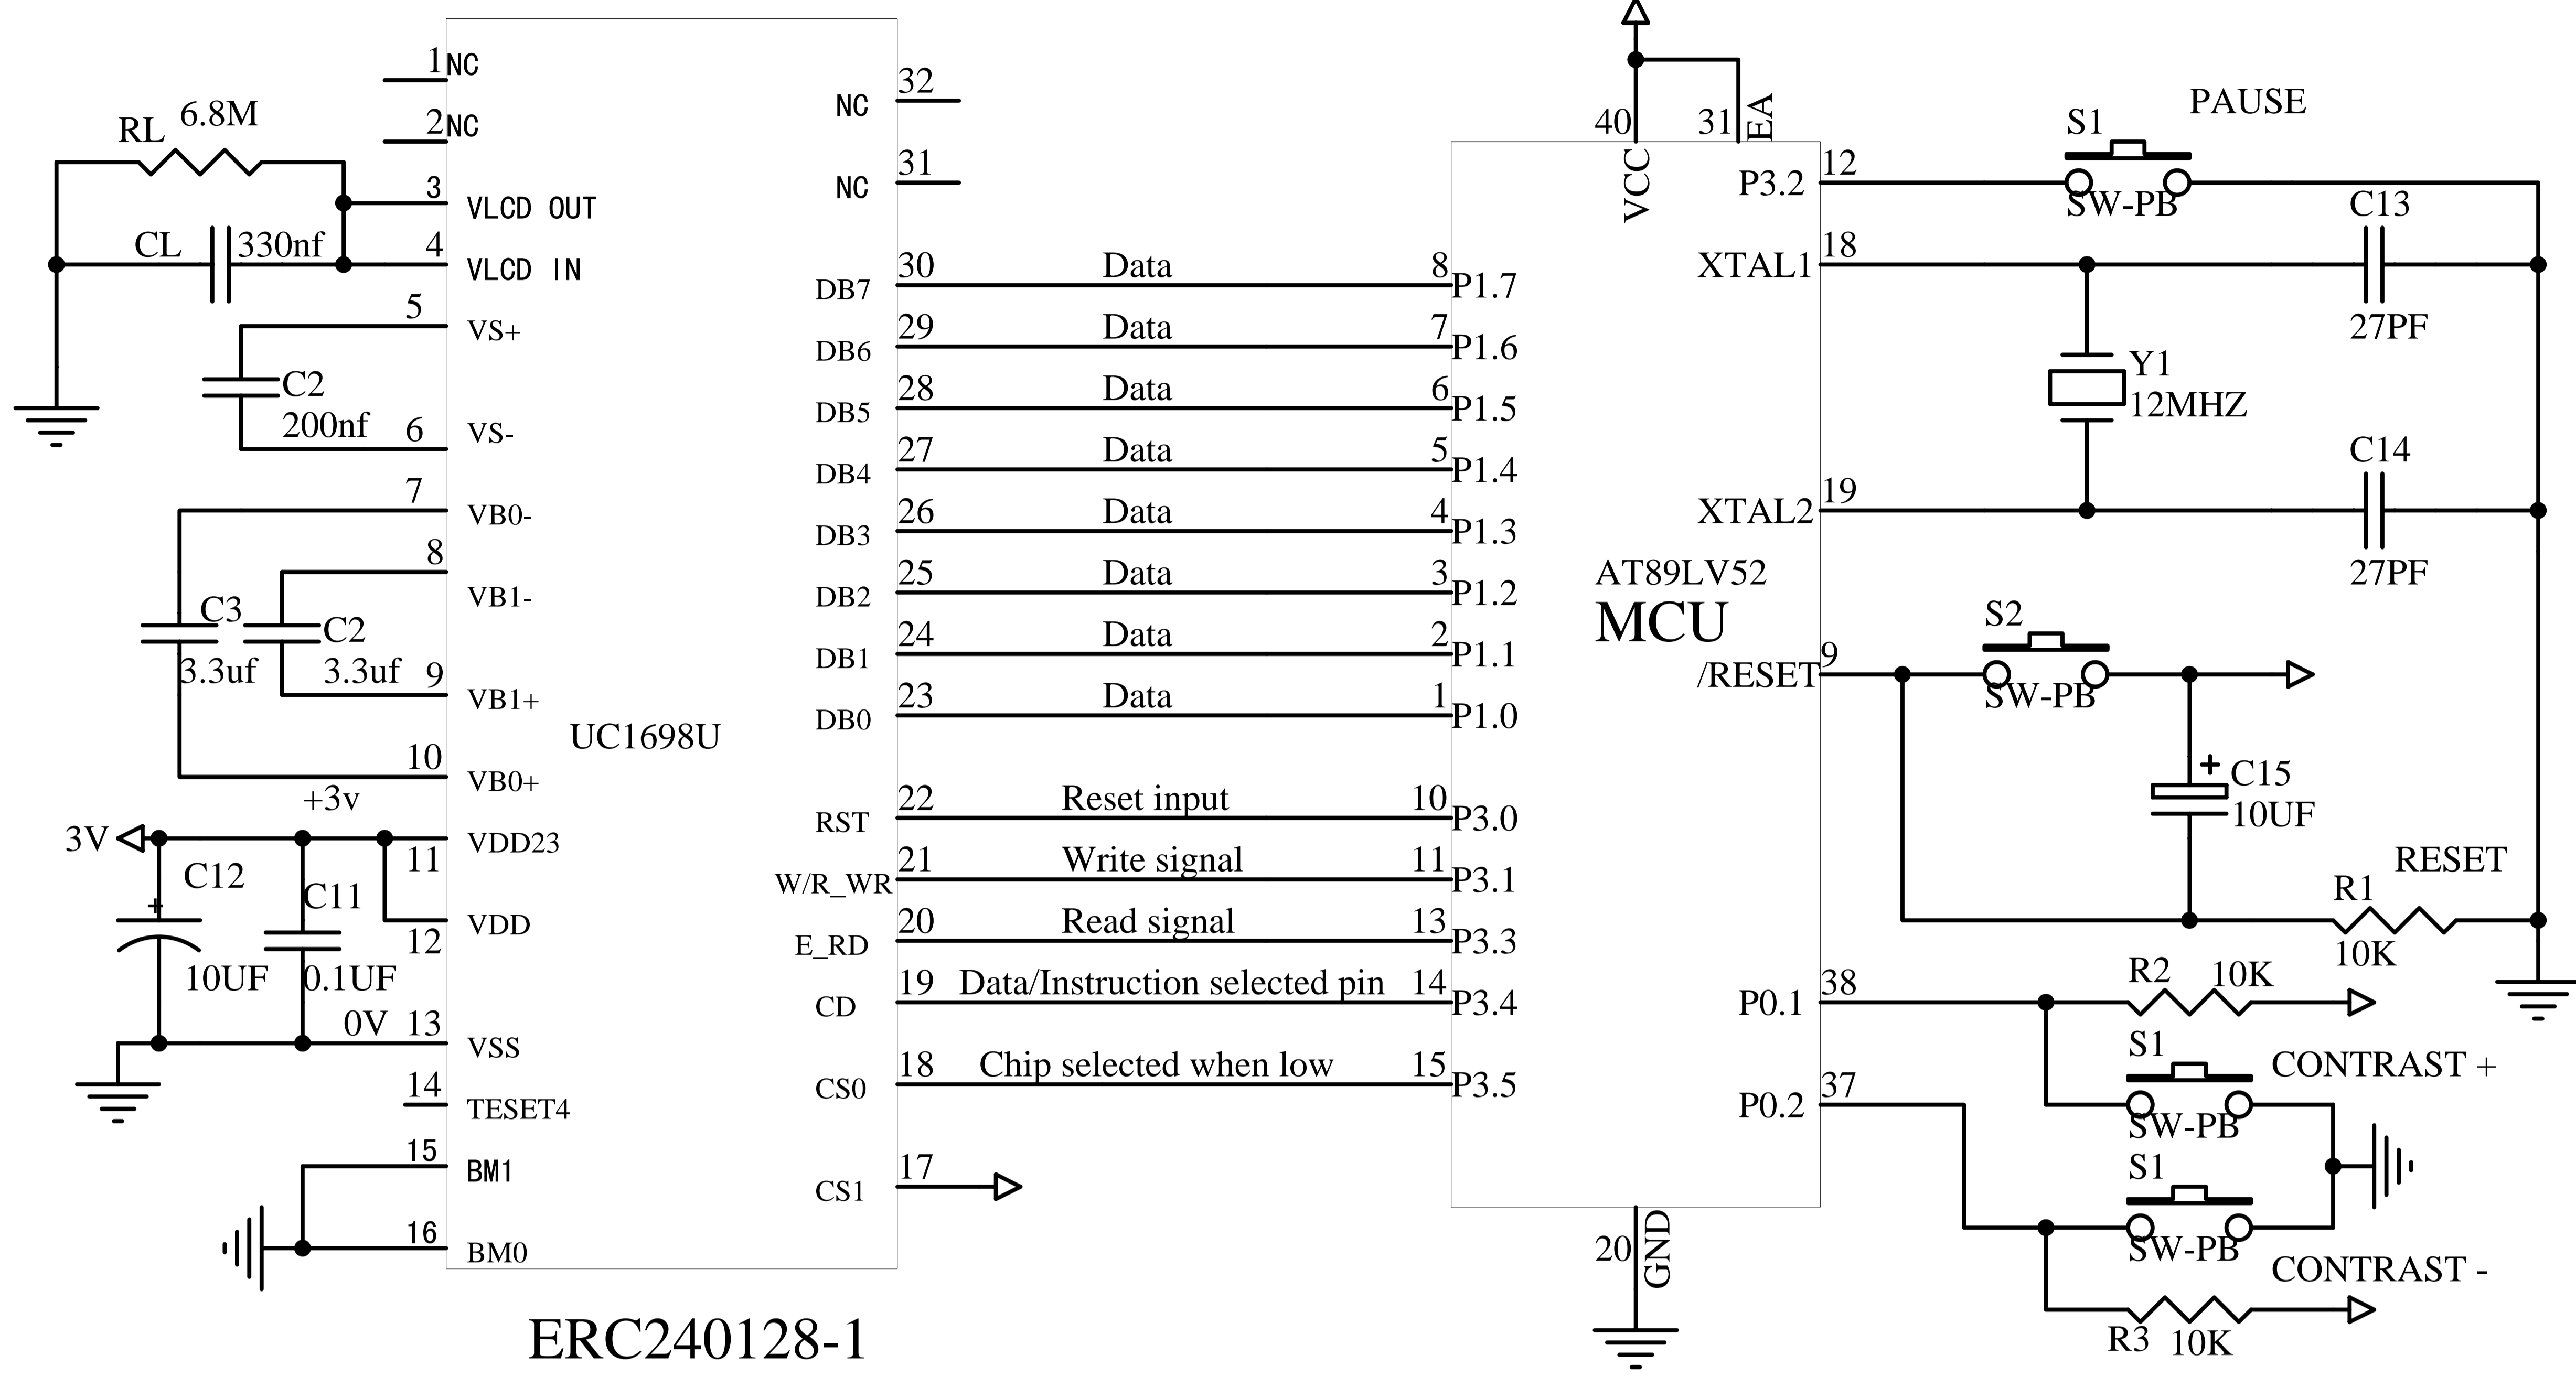 1 NC
2 NC
RL 6.8M
3 VLCD OUT
CL 330nf 4 VLCD IN
5 VS+
C2
200nf 6 VS-
7 VB0-
8 VB1-
C3 C2
3.3uf 3.3uf 9 VB1+
10 VB0+
+3v
3V VDD23
11
C12
+ C11
VDD
12
10UF 0.1UF
0V 13 VSS
14 TESET4
15 BM1
16 BM0
UC1698U
32
NC
31
NC
30 Data 8
DB7 P1.7
29 Data 7
DB6 P1.6
28 Data 6
DB5 P1.5
27 Data 5
DB4 P1.4
26 Data 4
DB3 P1.3
25 Data 3
DB2 P1.2
24 Data 2
DB1 P1.1
23 Data 1
DB0 P1.0
22 Reset input 10
RST P3.0
21 Write signal 11
W/R_WR P3.1
20 Read signal 13
E_RD P3.3
19 Data/Instruction selected pin 14
CD P3.4
18 Chip selected when low 15
CS0 P3.5
17
CS1
ERC240128-1
40 31 EA
VCC
AT89LV52
MCU
20 GND
PAUSE
S1
P3.2 12
SW-PB
C13
XTAL1 18
27PF
Y1
12MHZ
C14
XTAL2 19
27PF
S2
/RESET 9
SW-PB
+ C15
10UF
RESET
R1
10K
R2 10K
P0.1 38
S1 CONTRAST +
SW-PB
P0.2 37
S1
SW-PB
CONTRAST -
R3 10K